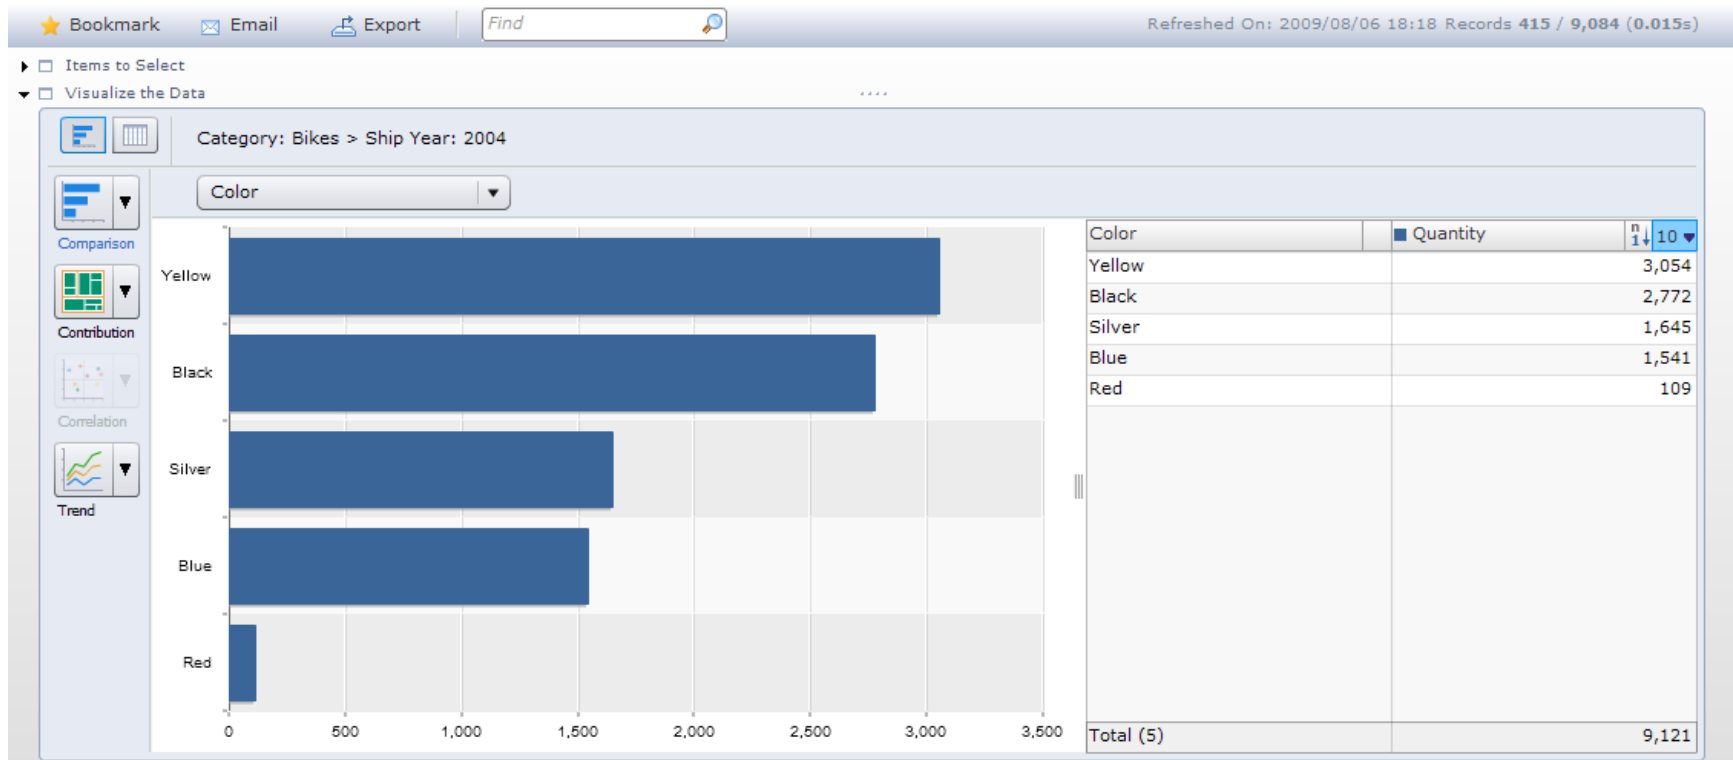 Bookmark Email Export Find Refreshed On: 2009/08/06 18:18 Records 415 / 9,084 (0.015s)
Items to Select
Visualize the Data
Category: Bikes > Ship Year: 2004
Color
Comparison
Contribution
Correlation
Trend
Yellow
Black
Silver
Blue
Red
0 500 1,000 1,500 2,000 2,500 3,000 3,500
Color Quantity n 1 10
Yellow 3,054
Black 2,772
Silver 1,645
Blue 1,541
Red 109
Total (5) 9,121